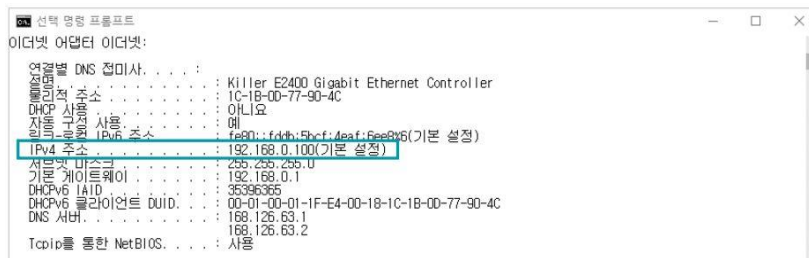 선택 명령 프롬프트
이더넷 어댑터 이더넷:
연결별 DNS 접미사. . . . :
설명. . . . . . . . . . . . : Killer E2400 Gigabit Ethernet Controller
물리적 주소 . . . . . . . . : 1C-1B-0D-77-90-4C
DHCP 사용 . . . . . . . . . : 아니요
자동 구성 사용. . . . . . . : 예
링크-로컬 IPv6 주소 . . . . : fe80::fddb:5bcf:4eaf:6ee8%6(기본 설정)
IPv4 주소 . . . . . . . . . : 192.168.0.100(기본 설정)
서브넷 마스크 . . . . . . . : 255.255.255.0
기본 게이트웨이 . . . . . . : 192.168.0.1
DHCPv6 IAID . . . . . . . . : 35396365
DHCPv6 클라이언트 DUID. . . : 00-01-00-01-1F-E4-00-18-1C-1B-0D-77-90-4C
DNS 서버. . . . . . . . . . : 168.126.63.1
168.126.63.2
Tcpip를 통한 NetBIOS. . . . : 사용